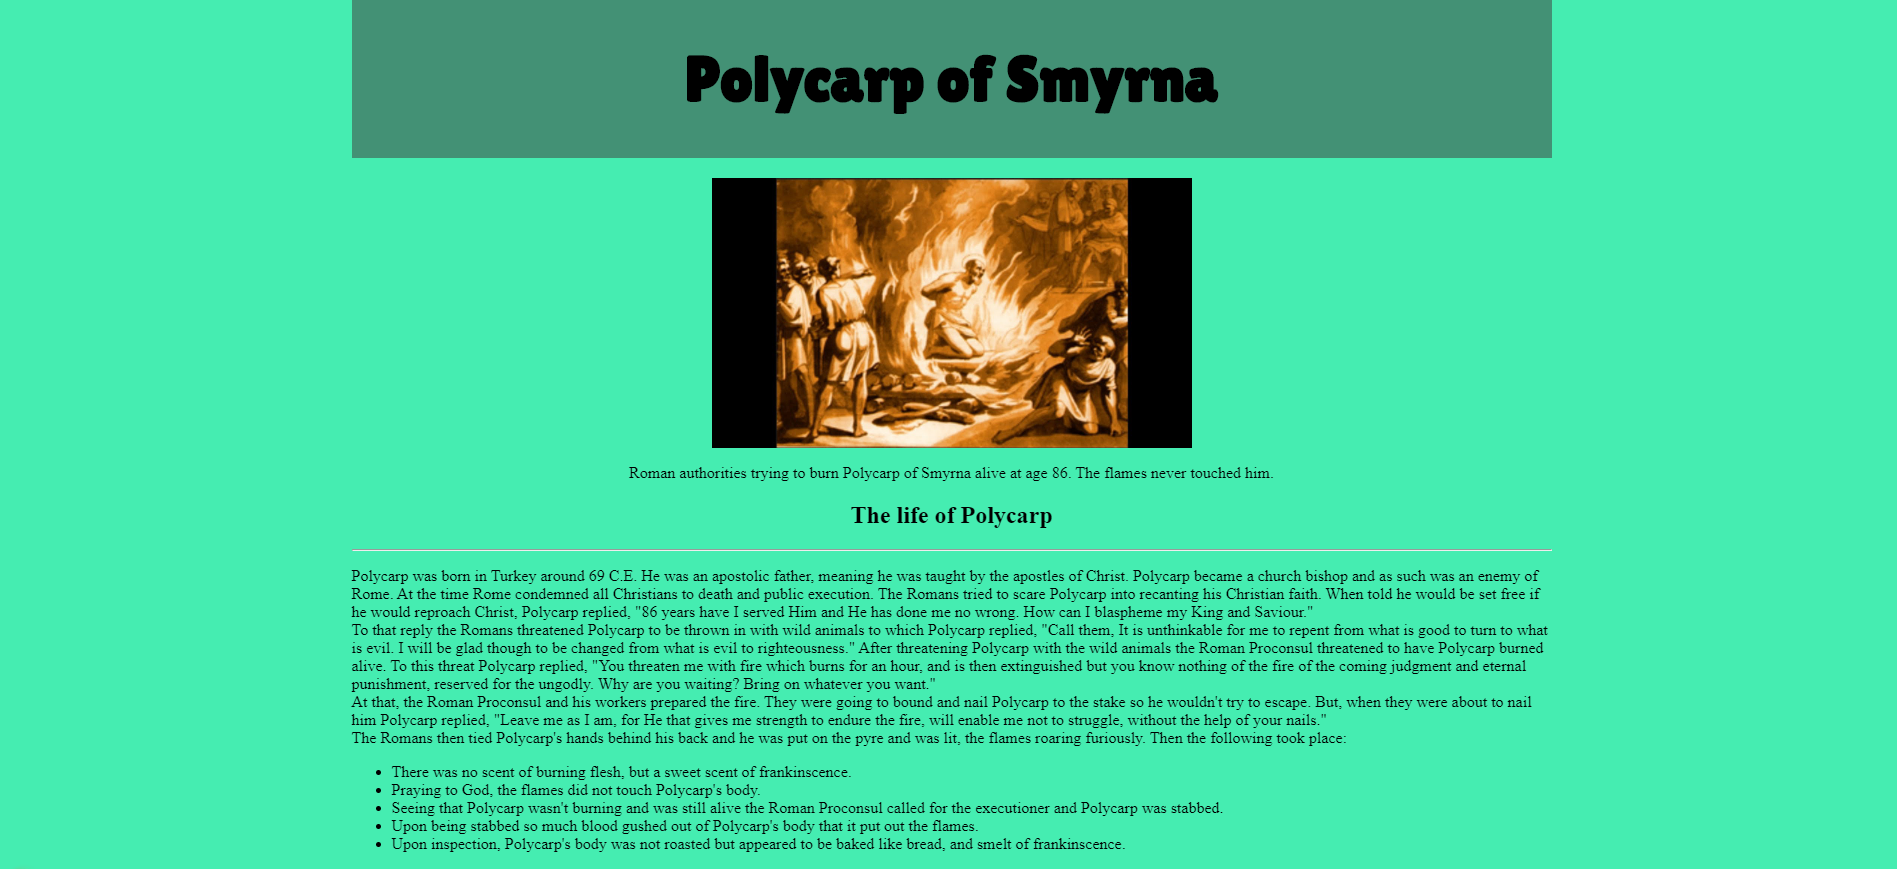 Polycarp of Smyrna
Roman authorities trying to burn Polycarp of Smyrna alive at age 86. The flames never touched him.
The life of Polycarp
Polycarp was born in Turkey around 69 C.E. He was an apostolic father, meaning he was taught by the apostles of Christ. Polycarp became a church bishop and as such was an enemy of
Rome. At the time Rome condemned all Christians to death and public execution. The Romans tried to scare Polycarp into recanting his Christian faith. When told he would be set free if
he would reproach Christ, Polycarp replied, "86 years have I served Him and He has done me no wrong. How can I blaspheme my King and Saviour."
To that reply the Romans threatened Polycarp to be thrown in with wild animals to which Polycarp replied, "Call them, It is unthinkable for me to repent from what is good to turn to what
is evil. I will be glad though to be changed from what is evil to righteousness." After threatening Polycarp with the wild animals the Roman Proconsul threatened to have Polycarp burned
alive. To this threat Polycarp replied, "You threaten me with fire which burns for an hour, and is then extinguished but you know nothing of the fire of the coming judgment and eternal
punishment, reserved for the ungodly. Why are you waiting? Bring on whatever you want."
At that, the Roman Proconsul and his workers prepared the fire. They were going to bound and nail Polycarp to the stake so he wouldn't try to escape. But, when they were about to nail
him Polycarp replied, "Leave me as I am, for He that gives me strength to endure the fire, will enable me not to struggle, without the help of your nails."
The Romans then tied Polycarp's hands behind his back and he was put on the pyre and was lit, the flames roaring furiously. Then the following took place:
• There was no scent of burning flesh, but a sweet scent of frankinscence.
• Praying to God, the flames did not touch Polycarp's body.
• Seeing that Polycarp wasn't burning and was still alive the Roman Proconsul called for the executioner and Polycarp was stabbed.
• Upon being stabbed so much blood gushed out of Polycarp's body that it put out the flames.
• Upon inspection, Polycarp's body was not roasted but appeared to be baked like bread, and smelt of frankinscence.